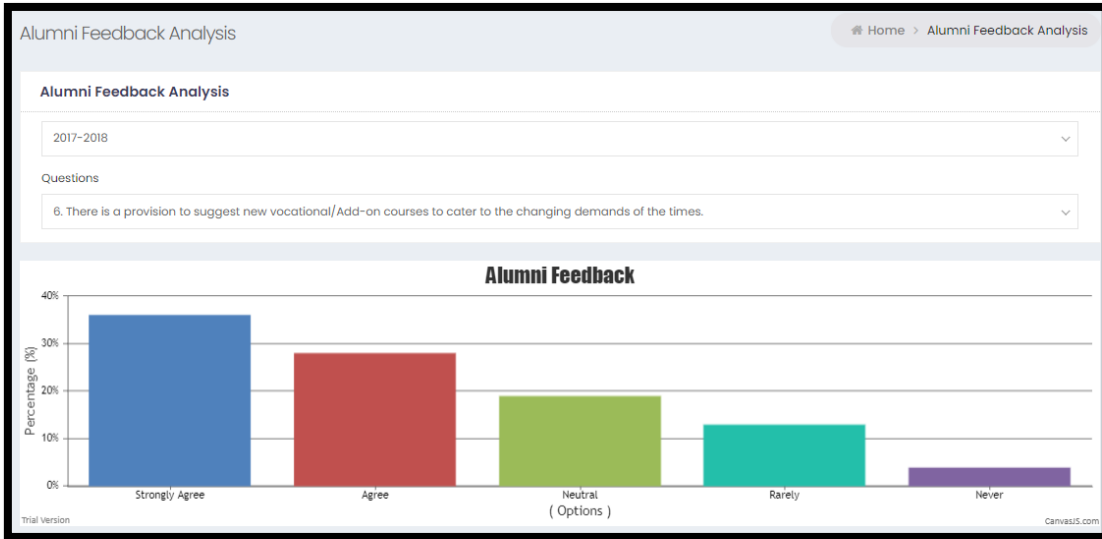 Alumni Feedback Analysis
Home > Alumni Feedback Analysis
Alumni Feedback Analysis
2017-2018
Questions
6. There is a provision to suggest new vocational/Add-on courses to cater to the changing demands of the times.
Alumni Feedback
40%
30%
20%
10%
0%
Percentage (%)
Strongly Agree Agree Neutral Rarely Never
( Options )
Trial Version
CanvasJS.com